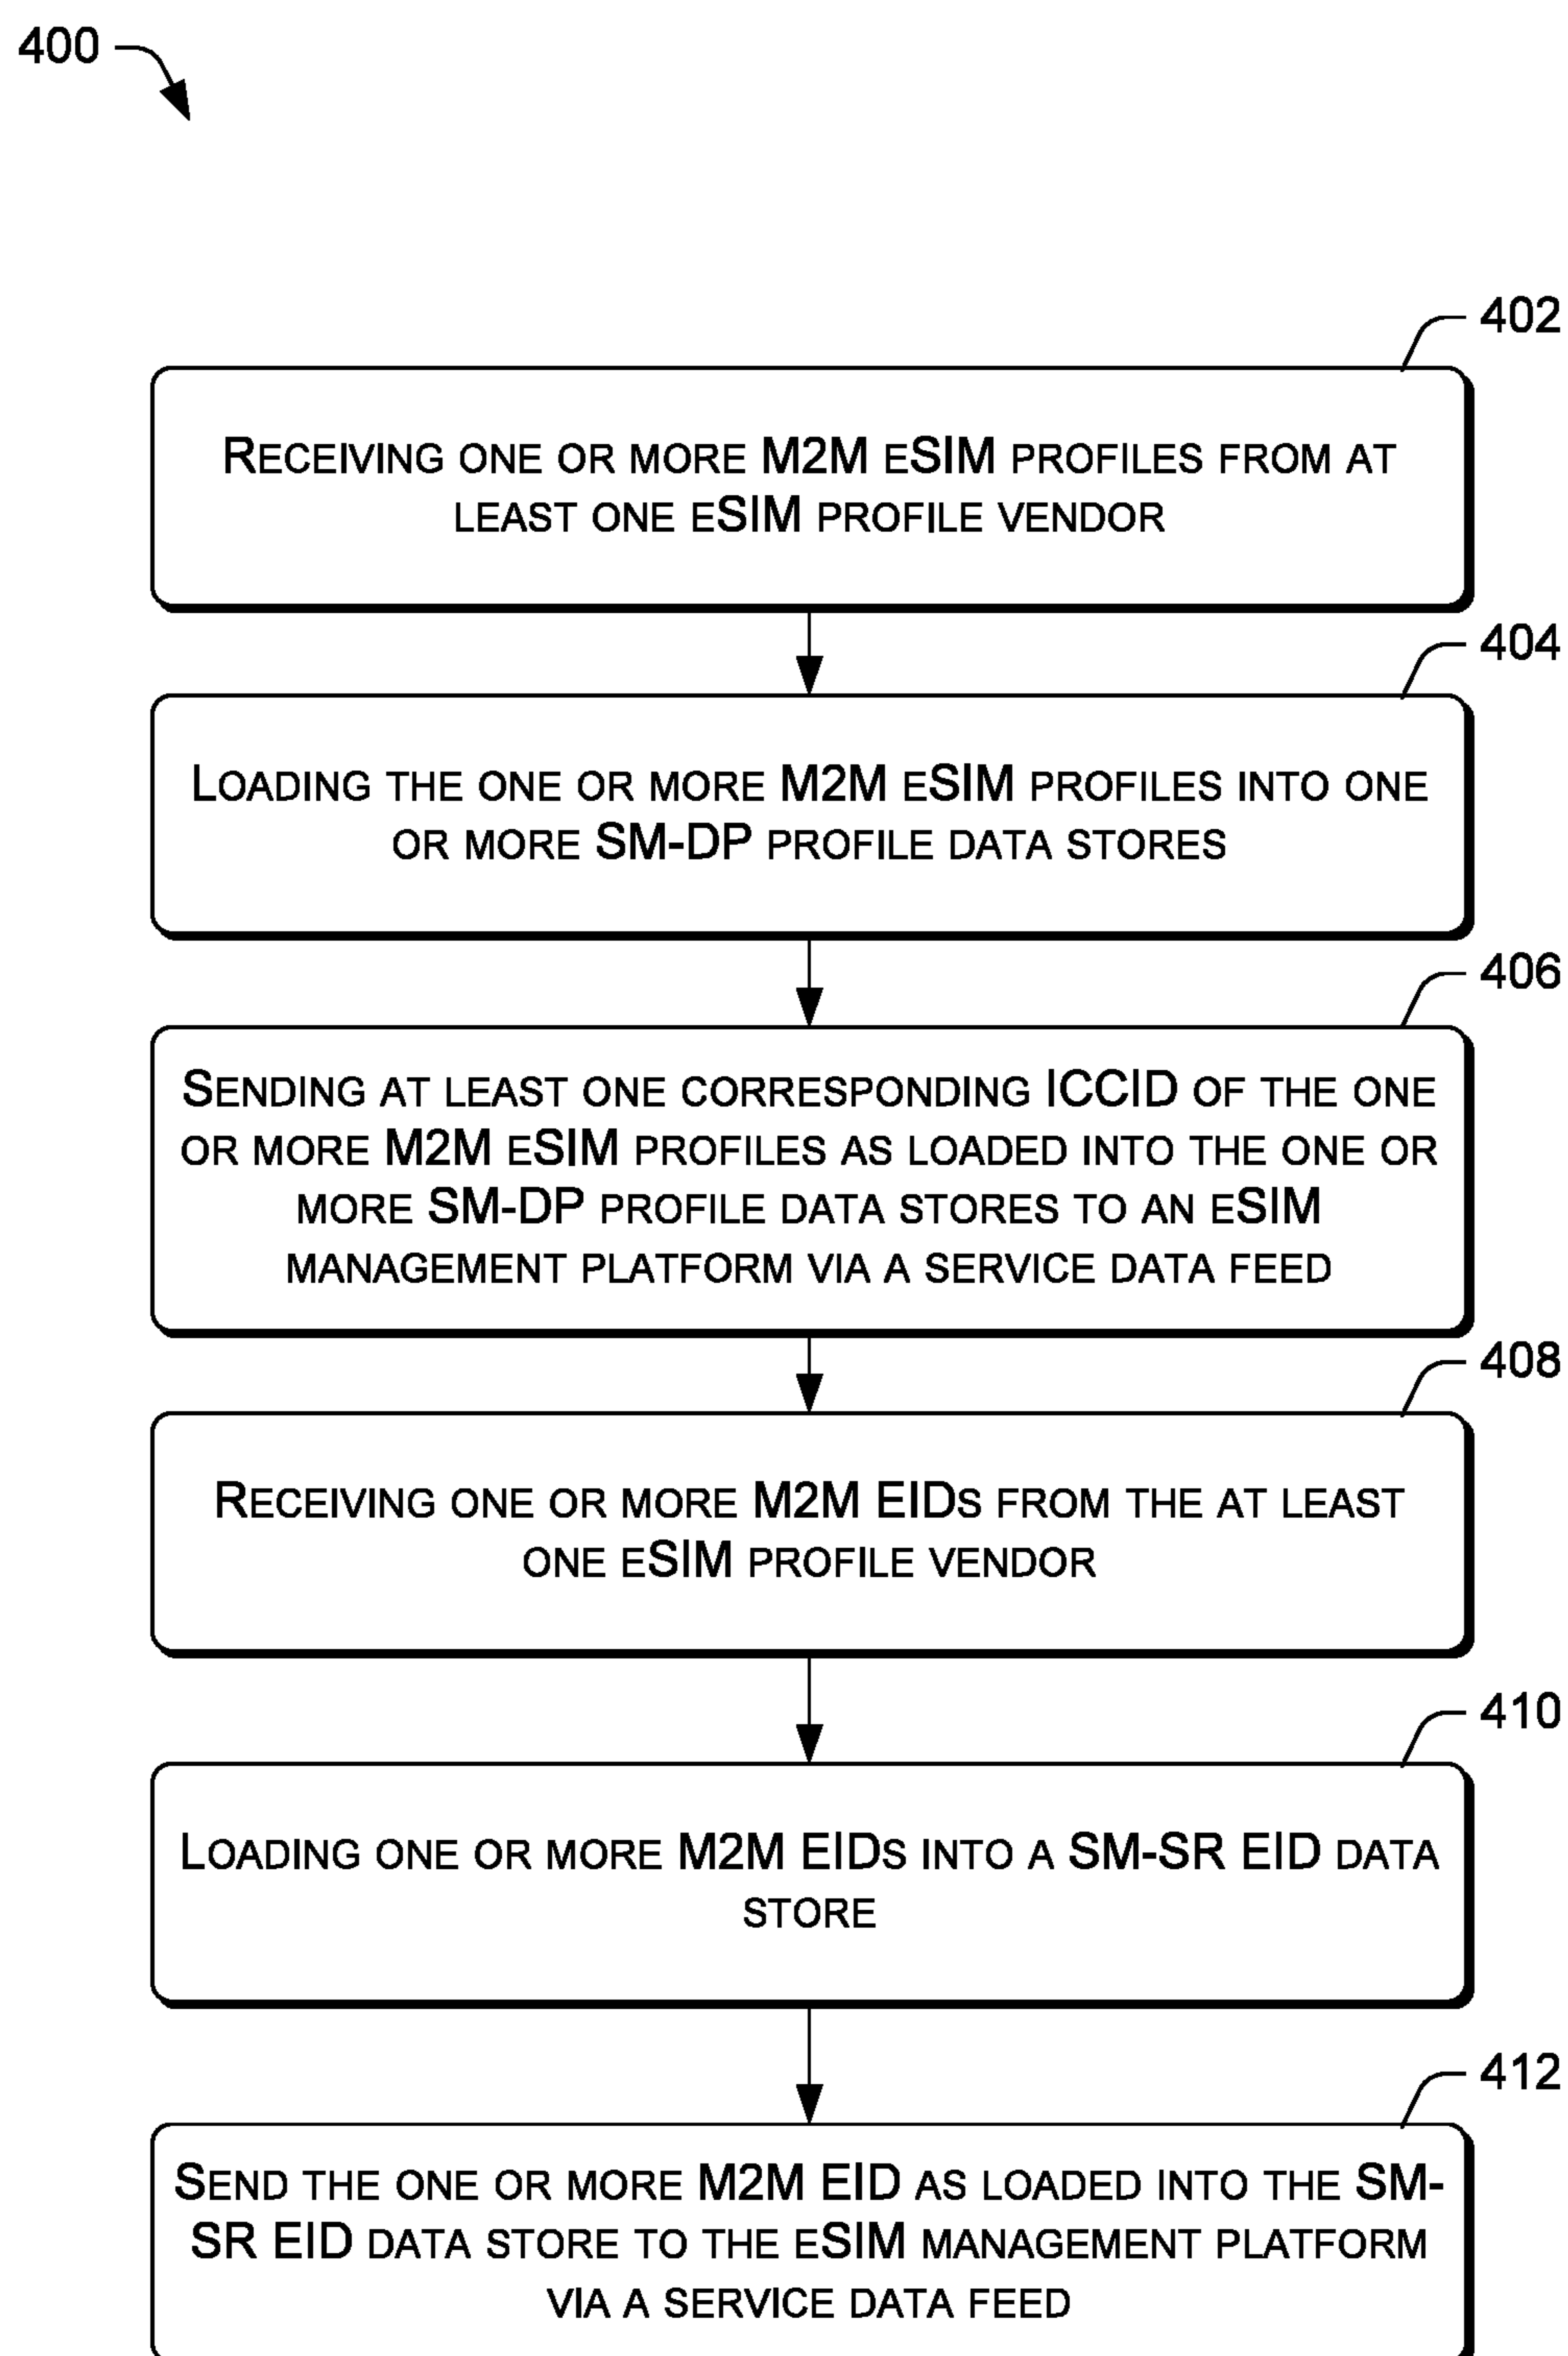 400
402
RECEIVING ONE OR MORE M2M eSIM PROFILES FROM AT
LEAST ONE eSIM PROFILE VENDOR
404
LOADING THE ONE OR MORE M2M eSIM PROFILES INTO ONE
OR MORE SM-DP PROFILE DATA STORES
406
SENDING AT LEAST ONE CORRESPONDING ICCID OF THE ONE
OR MORE M2M eSIM PROFILES AS LOADED INTO THE ONE OR
MORE SM-DP PROFILE DATA STORES TO AN eSIM
MANAGEMENT PLATFORM VIA A SERVICE DATA FEED
408
RECEIVING ONE OR MORE M2M EIDs FROM THE AT LEAST
ONE eSIM PROFILE VENDOR
410
LOADING ONE OR MORE M2M EIDs INTO A SM-SR EID DATA
STORE
412
SEND THE ONE OR MORE M2M EID AS LOADED INTO THE SM-
SR EID DATA STORE TO THE eSIM MANAGEMENT PLATFORM
VIA A SERVICE DATA FEED